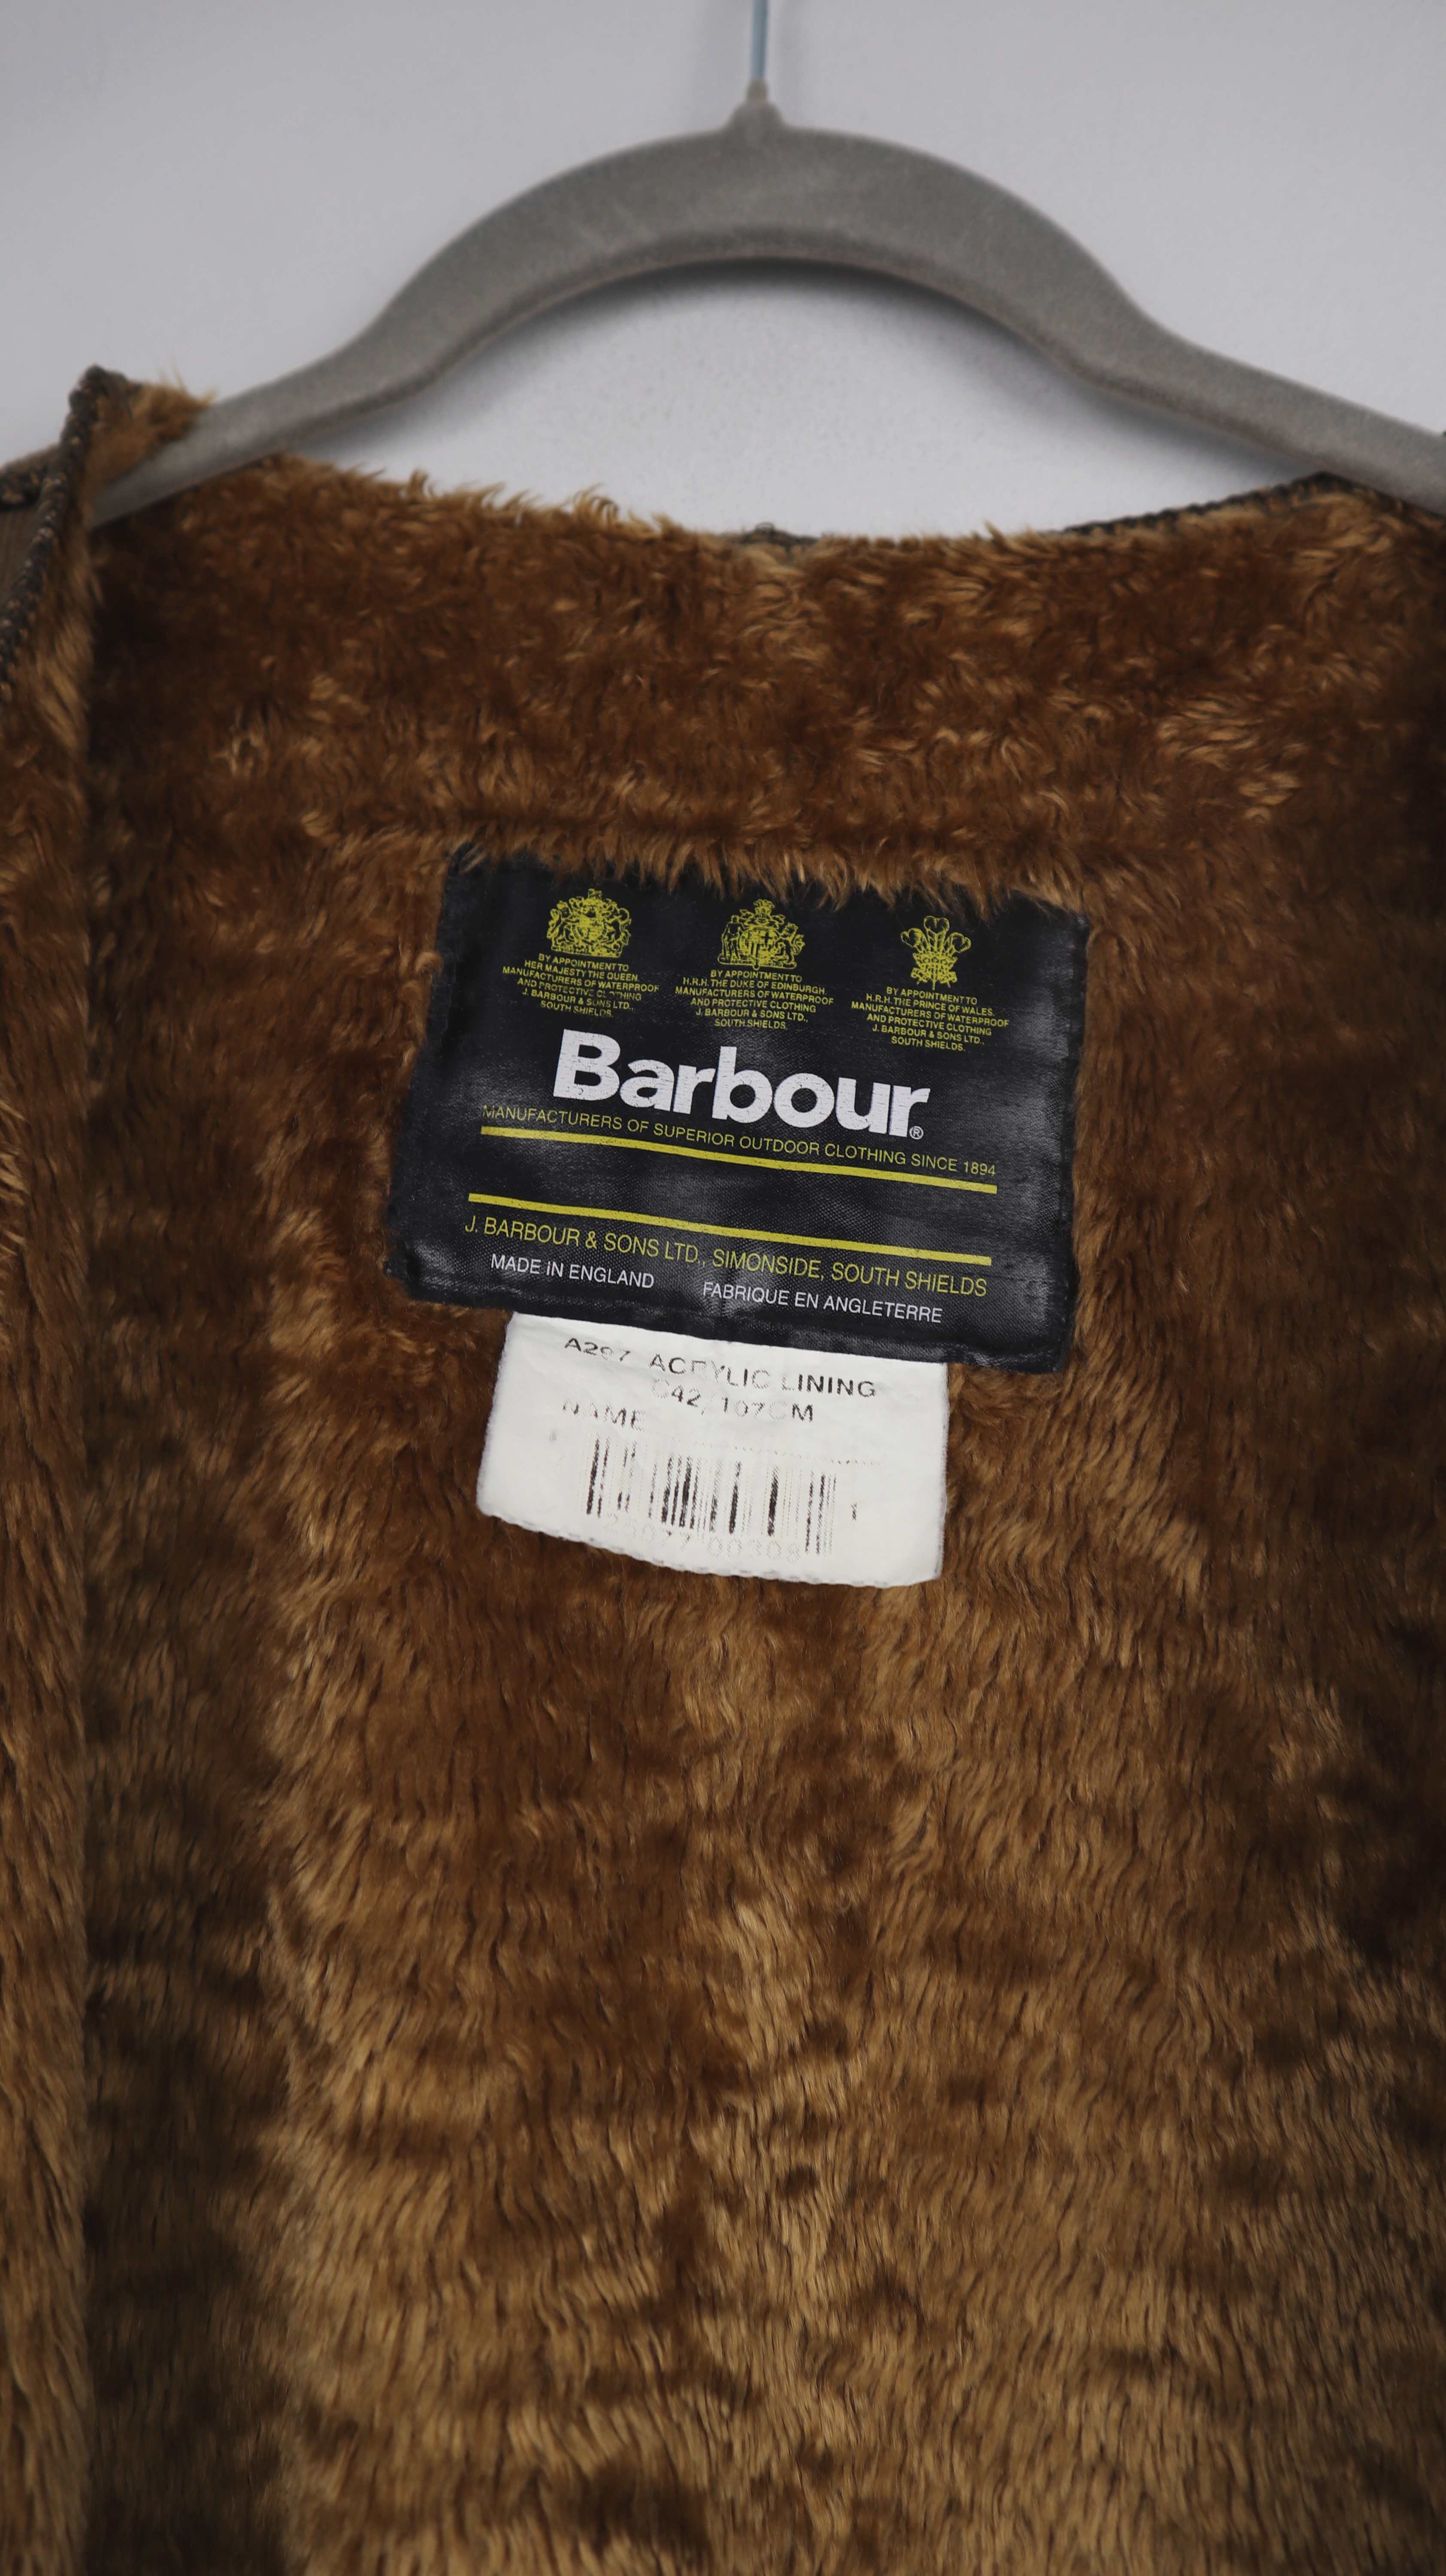 BY APPOINTMENT TO
HER MAJESTY THE QUEEN.
MANUFACTURERS OF WATERPROOF
AND PROTECTIVE CLOTHING
J. BARBOUR & SONS LTD.,
SOUTH SHIELDS.
BY APPOINTMENT TO
H.R.H. THE DUKE OF EDINBURGH.
MANUFACTURERS OF WATERPROOF
AND PROTECTIVE CLOTHING
J. BARBOUR & SONS LTD.,
SOUTH SHIELDS.
BY APPOINTMENT TO
H.R.H. THE PRINCE OF WALES.
MANUFACTURERS OF WATERPROOF
AND PROTECTIVE CLOTHING
J. BARBOUR & SONS LTD.,
SOUTH SHIELDS.
Barbour®
MANUFACTURERS OF SUPERIOR OUTDOOR CLOTHING SINCE 1894
J. BARBOUR & SONS LTD., SIMONSIDE, SOUTH SHIELDS
MADE IN ENGLAND FABRIQUE EN ANGLETERRE
A297 ACRYLIC LINING
C42/107CM
NAME